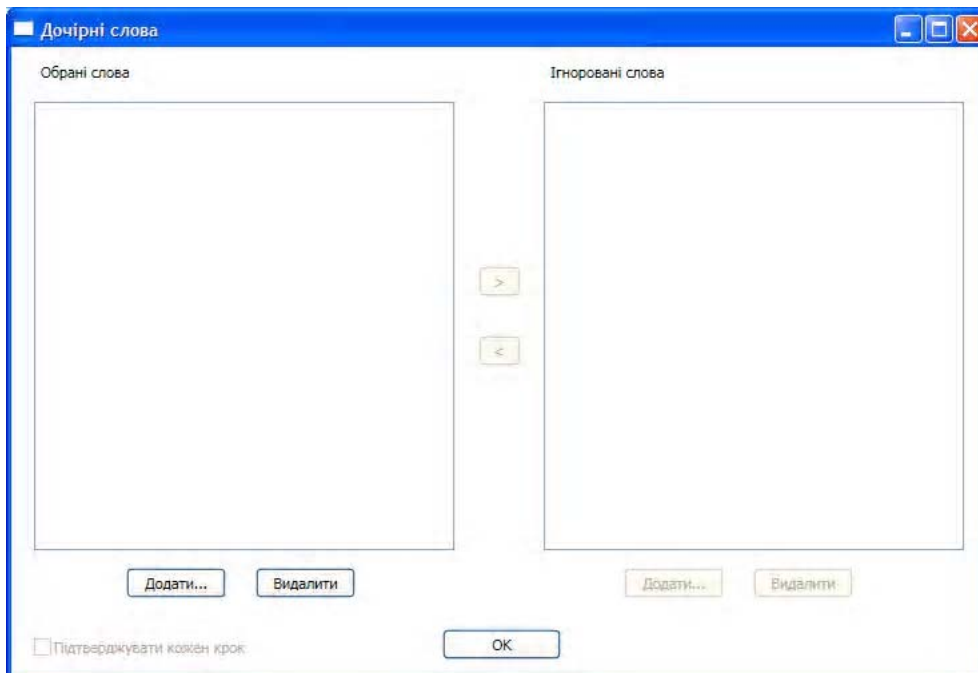 Дочірні слова
Обрані слова
Ігноровані слова
>
<
Додати... Видалити
Додати... Видалити
Підтверджувати кожен крок
OK